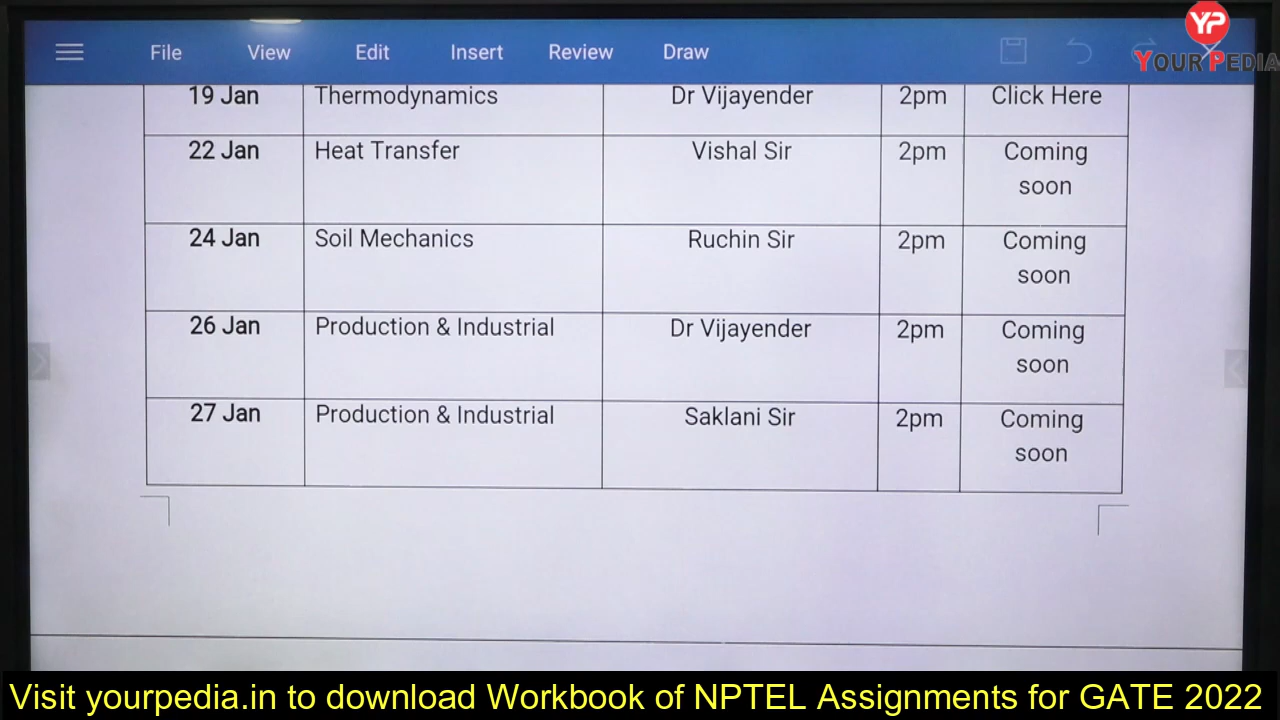 YP
YOUR PEDIA
File View Edit Insert Review Draw
19 Jan Thermodynamics Dr Vijayender 2pm Click Here
22 Jan Heat Transfer Vishal Sir 2pm Coming
soon
24 Jan Soil Mechanics Ruchin Sir 2pm Coming
soon
26 Jan Production & Industrial Dr Vijayender 2pm Coming
soon
27 Jan Production & Industrial Saklani Sir 2pm Coming
soon
Visit yourpedia.in to download Workbook of NPTEL Assignments for GATE 2022